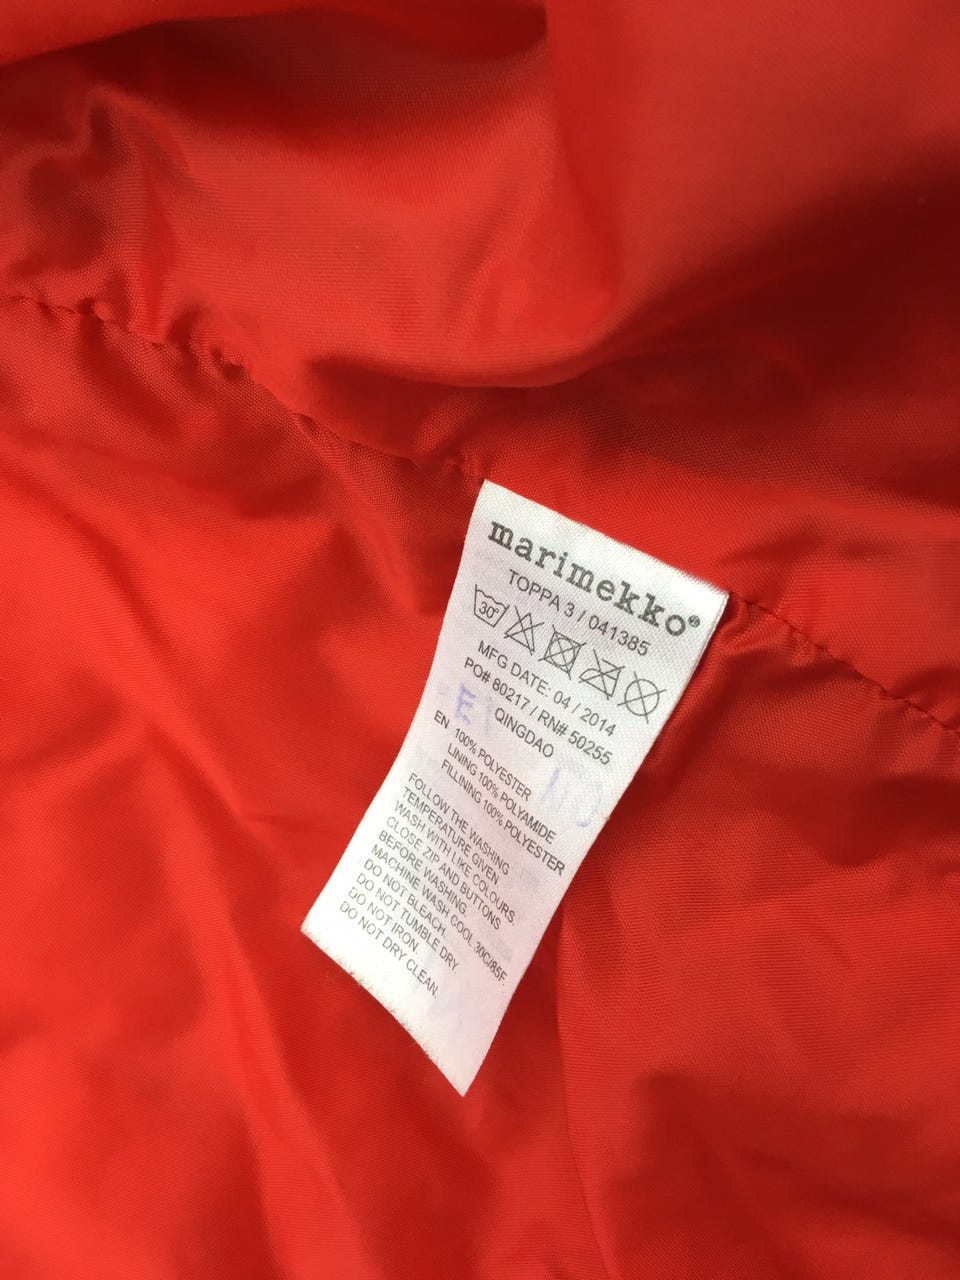 marimekko®
TOPPA 3 / 041385
30°
MFG DATE: 04 / 2014
PO# 80217 / RN# 50255
QINGDAO
EN 100% POLYESTER
LINING 100% POLYAMIDE
FILLINING 100% POLYESTER
FOLLOW THE WASHING
TEMPERATURE GIVEN.
WASH WITH LIKE COLOURS.
CLOSE ZIP AND BUTTONS
BEFORE WASHING.
MACHINE WASH COOL 30C/85F.
DO NOT BLEACH.
DO NOT TUMBLE DRY.
DO NOT IRON.
DO NOT DRY CLEAN.